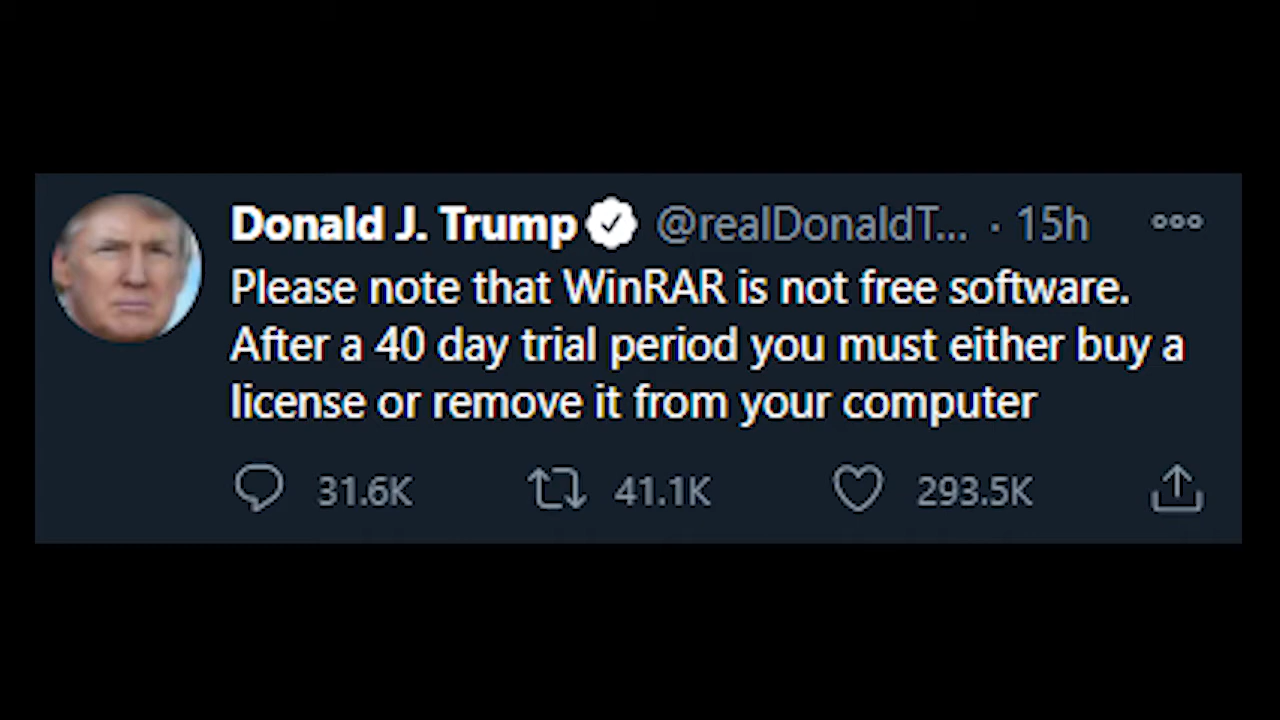 Donald J. Trump @realDonaldT... · 15h
Please note that WinRAR is not free software.
After a 40 day trial period you must either buy a
license or remove it from your computer
31.6K 41.1K 293.5K